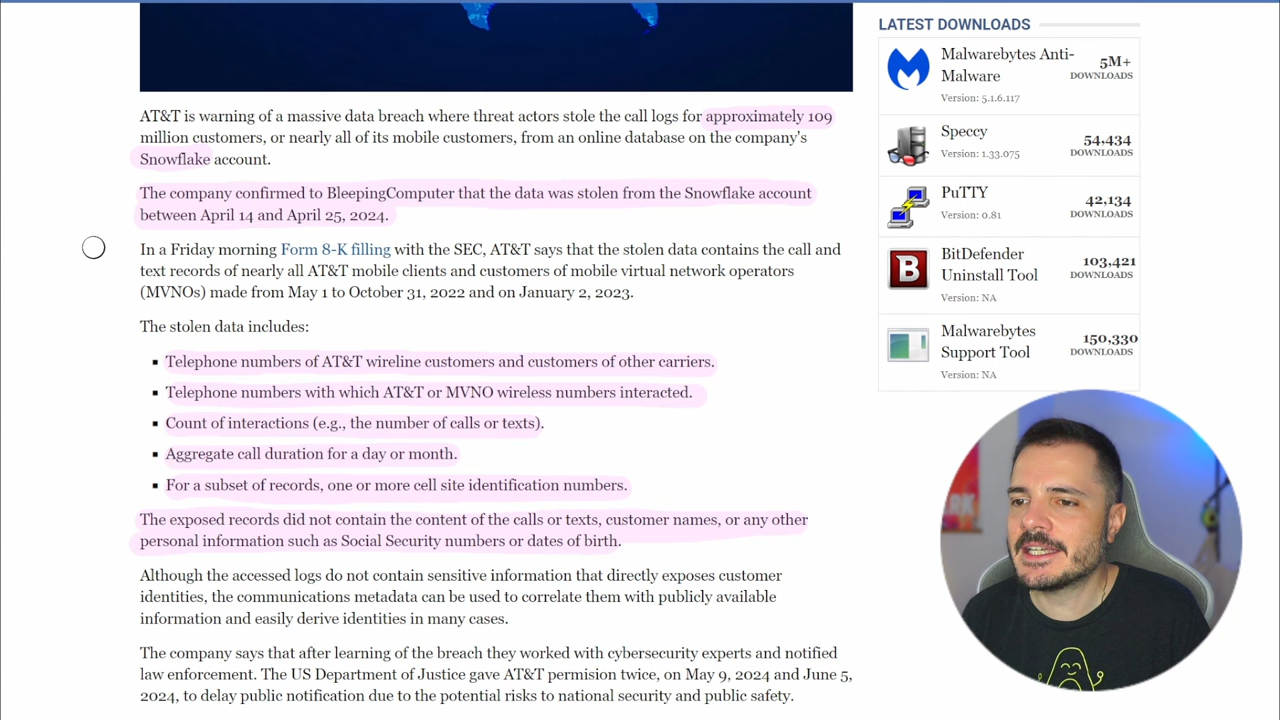 AT&T is warning of a massive data breach where threat actors stole the call logs for approximately 109
million customers, or nearly all of its mobile customers, from an online database on the company's
Snowflake account.
The company confirmed to BleepingComputer that the data was stolen from the Snowflake account
between April 14 and April 25, 2024.
In a Friday morning Form 8-K filling with the SEC, AT&T says that the stolen data contains the call and
text records of nearly all AT&T mobile clients and customers of mobile virtual network operators
(MVNOs) made from May 1 to October 31, 2022 and on January 2, 2023.
The stolen data includes:
Telephone numbers of AT&T wireline customers and customers of other carriers.
Telephone numbers with which AT&T or MVNO wireless numbers interacted.
Count of interactions (e.g., the number of calls or texts).
Aggregate call duration for a day or month.
For a subset of records, one or more cell site identification numbers.
The exposed records did not contain the content of the calls or texts, customer names, or any other
personal information such as Social Security numbers or dates of birth.
Although the accessed logs do not contain sensitive information that directly exposes customer
identities, the communications metadata can be used to correlate them with publicly available
information and easily derive identities in many cases.
The company says that after learning of the breach they worked with cybersecurity experts and notified
law enforcement. The US Department of Justice gave AT&T permision twice, on May 9, 2024 and June 5,
2024, to delay public notification due to the potential risks to national security and public safety.
LATEST DOWNLOADS
Malwarebytes Anti-
Malware
Version: 5.1.6.117
5M+
DOWNLOADS
Speccy
Version: 1.33.075
54,434
DOWNLOADS
PuTTY
Version: 0.81
42,134
DOWNLOADS
BitDefender
Uninstall Tool
Version: NA
103,421
DOWNLOADS
Malwarebytes
Support Tool
Version: NA
150,330
DOWNLOADS